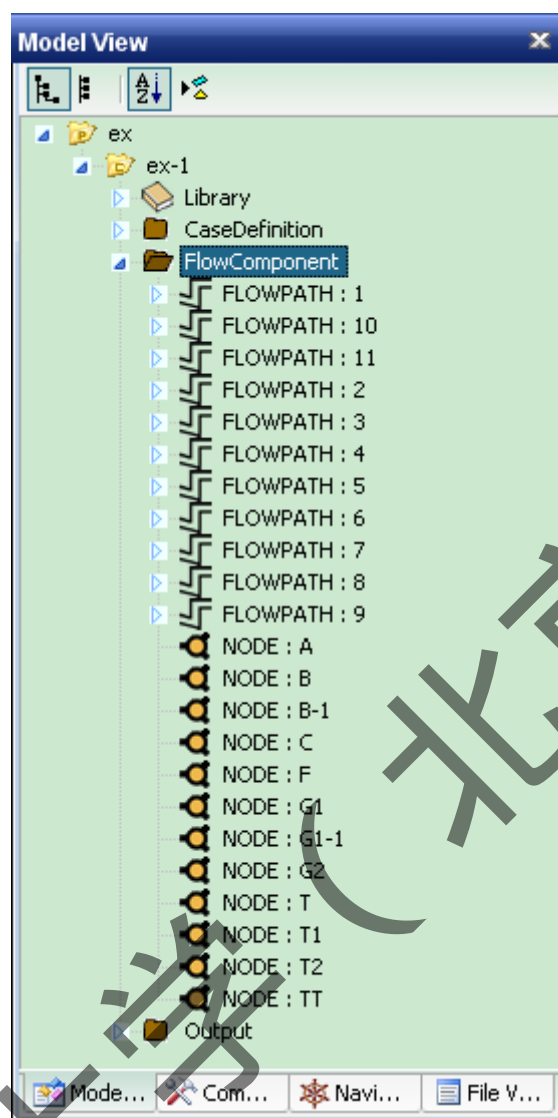 Model View
ex
ex-1
Library
CaseDefinition
FlowComponent
FLOWPATH : 1
FLOWPATH : 10
FLOWPATH : 11
FLOWPATH : 2
FLOWPATH : 3
FLOWPATH : 4
FLOWPATH : 5
FLOWPATH : 6
FLOWPATH : 7
FLOWPATH : 8
FLOWPATH : 9
NODE : A
NODE : B
NODE : B-1
NODE : C
NODE : F
NODE : G1
NODE : G1-1
NODE : G2
NODE : T
NODE : T1
NODE : T2
NODE : TT
Output
Mode... Com... Navi... File V...
学（北